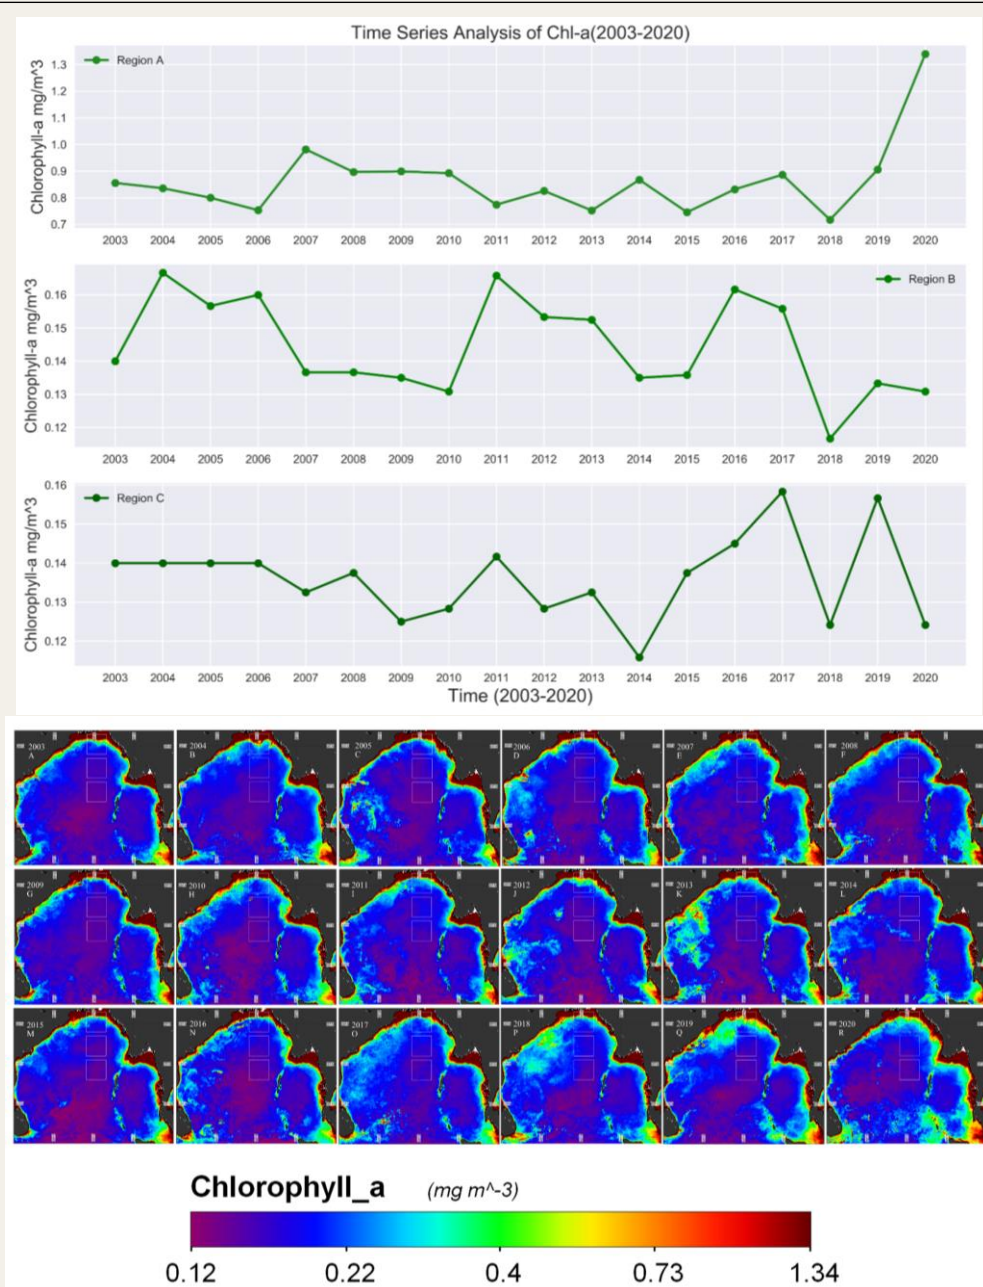 Time Series Analysis of Chl-a(2003-2020)
Chlorophyll-a mg/m^3
Region A
1.3
1.2
1.1
1.0
0.9
0.8
0.7
2003 2004 2005 2006 2007 2008 2009 2010 2011 2012 2013 2014 2015 2016 2017 2018 2019 2020
Chlorophyll-a mg/m^3
Region B
0.16
0.15
0.14
0.13
0.12
2003 2004 2005 2006 2007 2008 2009 2010 2011 2012 2013 2014 2015 2016 2017 2018 2019 2020
Chlorophyll-a mg/m^3
Region C
0.16
0.15
0.14
0.13
0.12
2003 2004 2005 2006 2007 2008 2009 2010 2011 2012 2013 2014 2015 2016 2017 2018 2019 2020
Time (2003-2020)
2003 2004 2005 2006 2007 2008
A B C D E F
2009 2010 2011 2012 2013 2014
G H I J K L
2015 2016 2017 2018 2019 2020
M N O P Q R
Chlorophyll_a (mg m^-3)
0.12 0.22 0.4 0.73 1.34